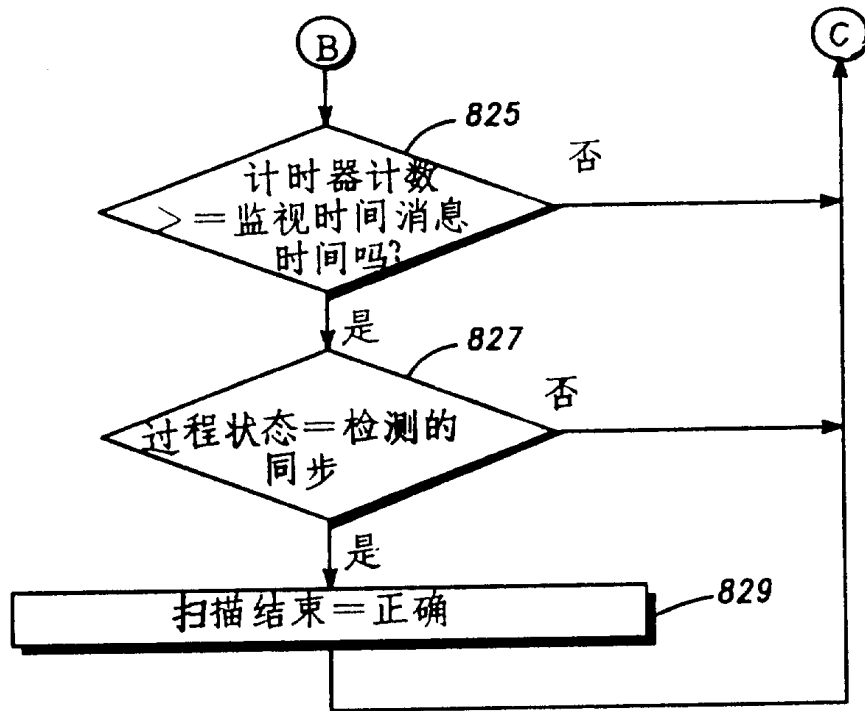 B
C
825
计时器计数
>=监视时间消息
时间吗?
否
是
827
过程状态=检测的
同步
否
是
扫描结束=正确
829